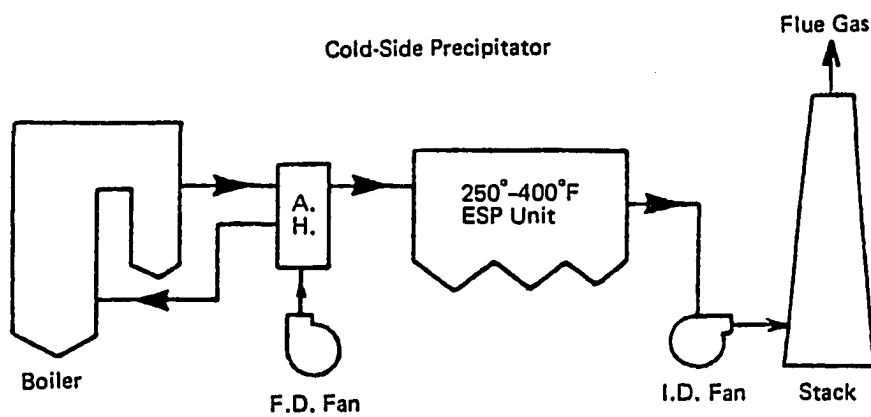 Flue Gas
Cold-Side Precipitator
A.
H.
250°-400°F
ESP Unit
Boiler
F.D. Fan
I.D. Fan
Stack